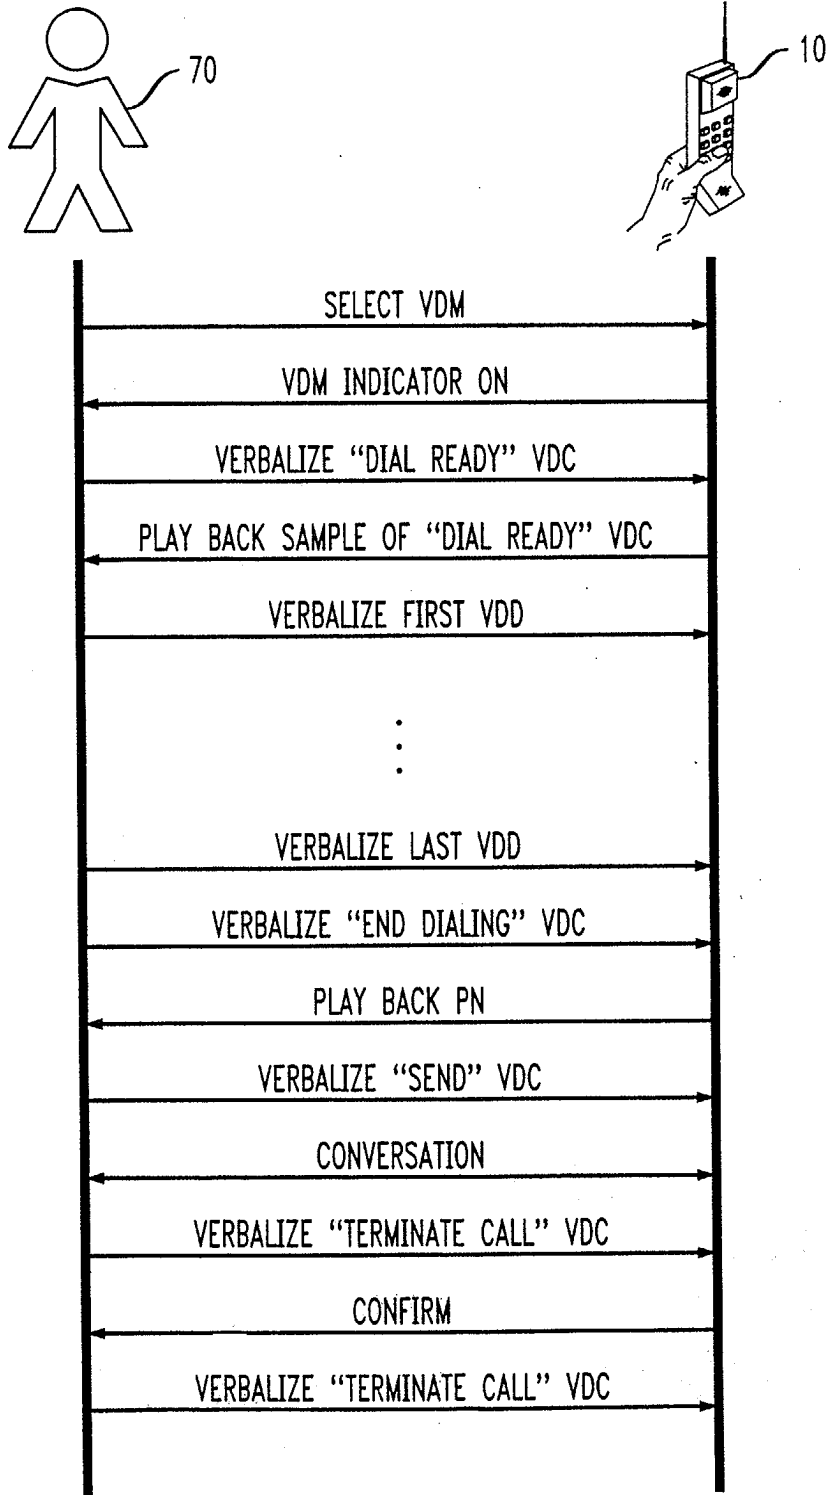 70
10
SELECT VDM
VDM INDICATOR ON
VERBALIZE “DIAL READY” VDC
PLAY BACK SAMPLE OF “DIAL READY” VDC
VERBALIZE FIRST VDD
VERBALIZE LAST VDD
VERBALIZE “END DIALING” VDC
PLAY BACK PN
VERBALIZE “SEND” VDC
CONVERSATION
VERBALIZE “TERMINATE CALL” VDC
CONFIRM
VERBALIZE “TERMINATE CALL” VDC